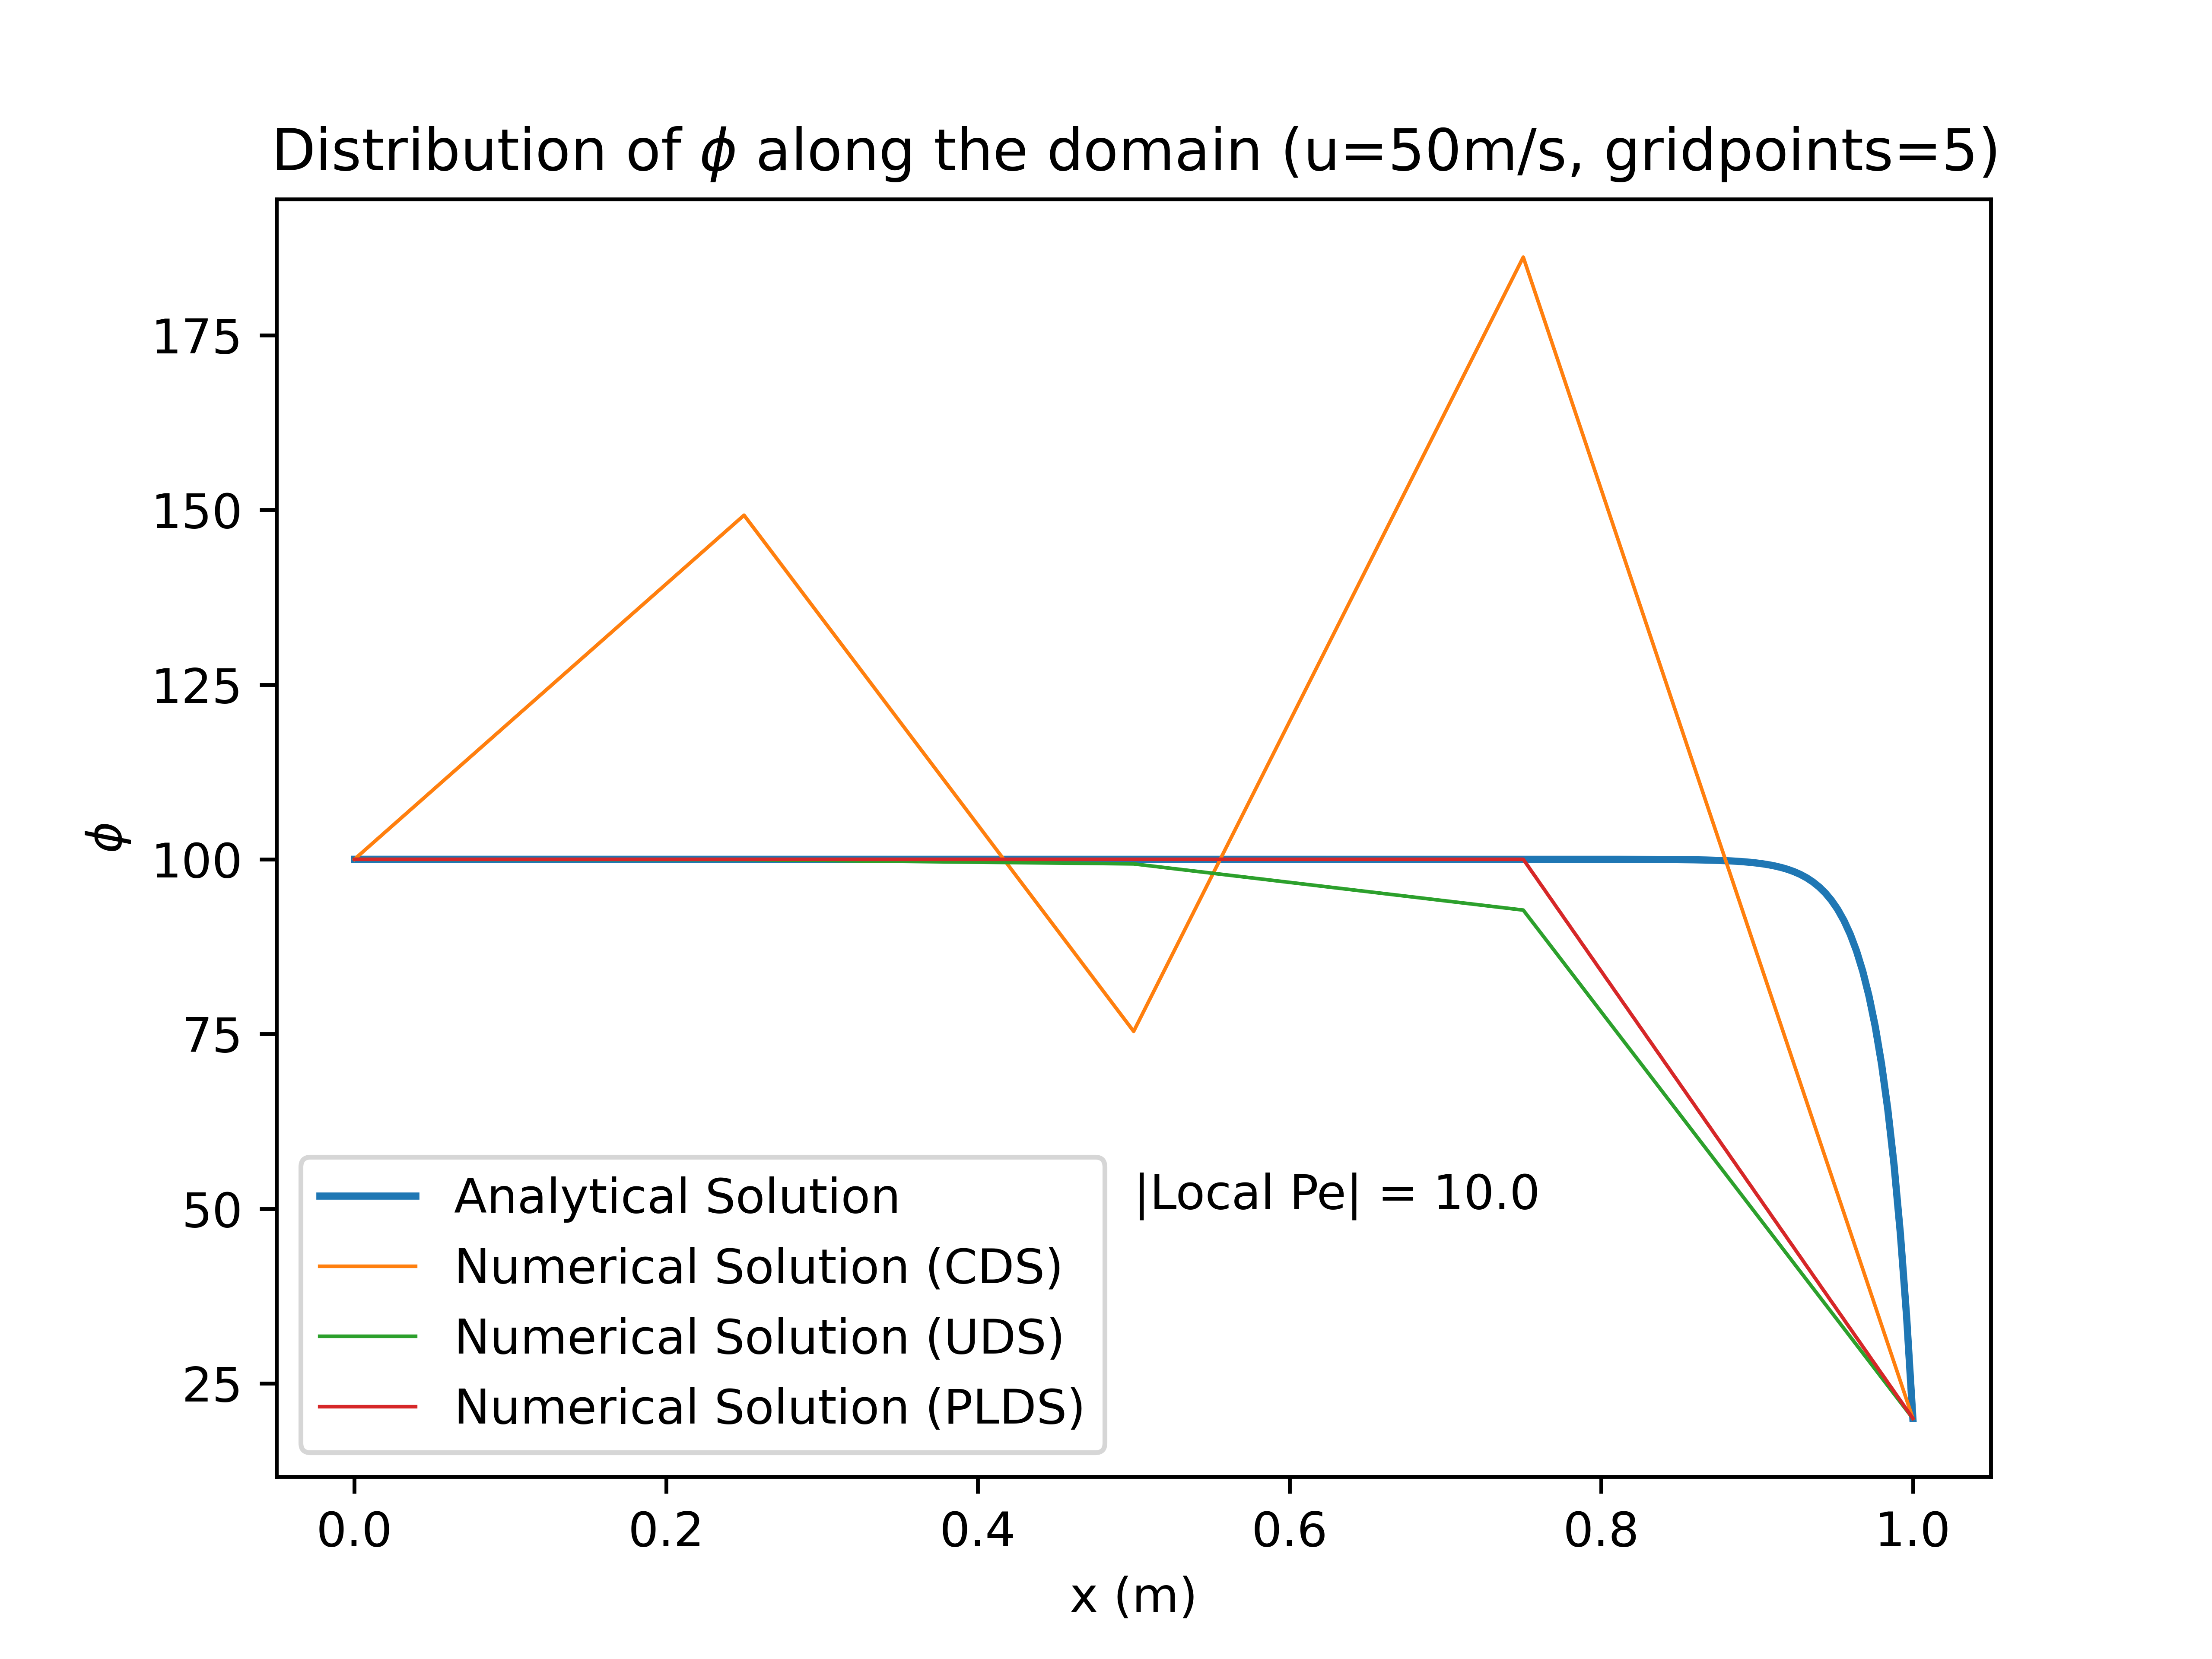 Distribution of ϕ along the domain (u=50m/s, gridpoints=5)
175
150
125
100
75
50
25
ϕ
Analytical Solution
Numerical Solution (CDS)
Numerical Solution (UDS)
Numerical Solution (PLDS)
|Local Pe| = 10.0
0.0 0.2 0.4 0.6 0.8 1.0
x (m)